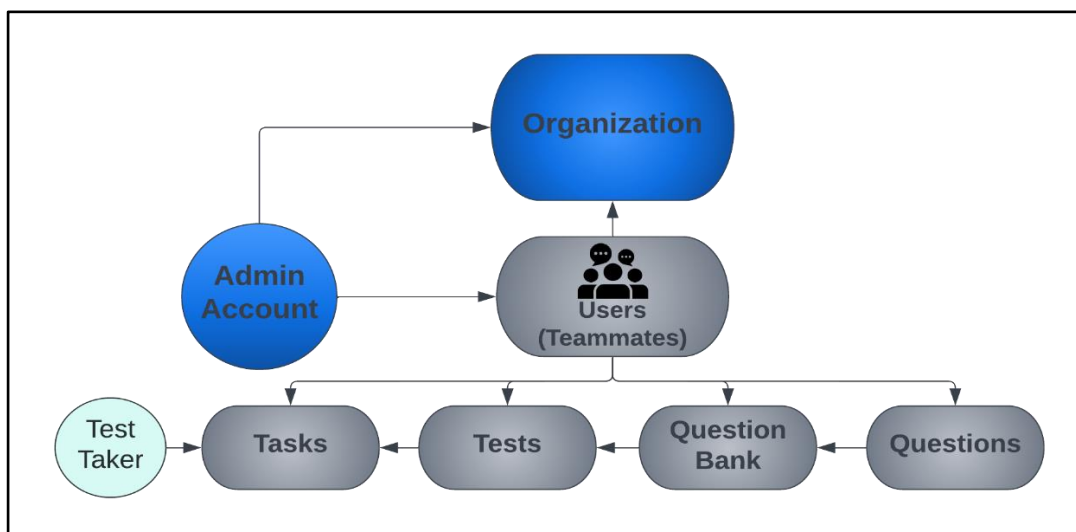 Organization
Admin
Account
Users
(Teammates)
Test
Taker
Tasks
Tests
Question
Bank
Questions